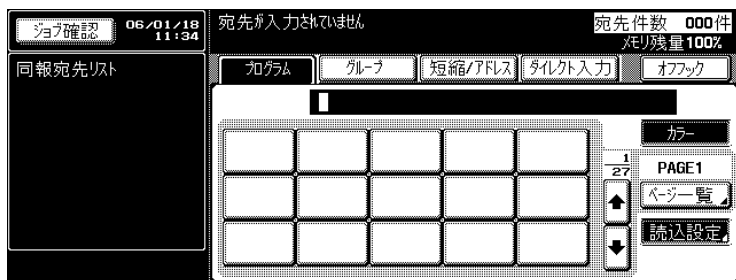 ジョブ確認
06/01/18
11:34
宛先が入力されていません
宛先件数 000件
メモリ残量100%
同報宛先リスト
プログラム
グループ
短縮/アドレス
ダイレクト入力
オフフック
カラー
1
27
PAGE1
ページ一覧
読込設定